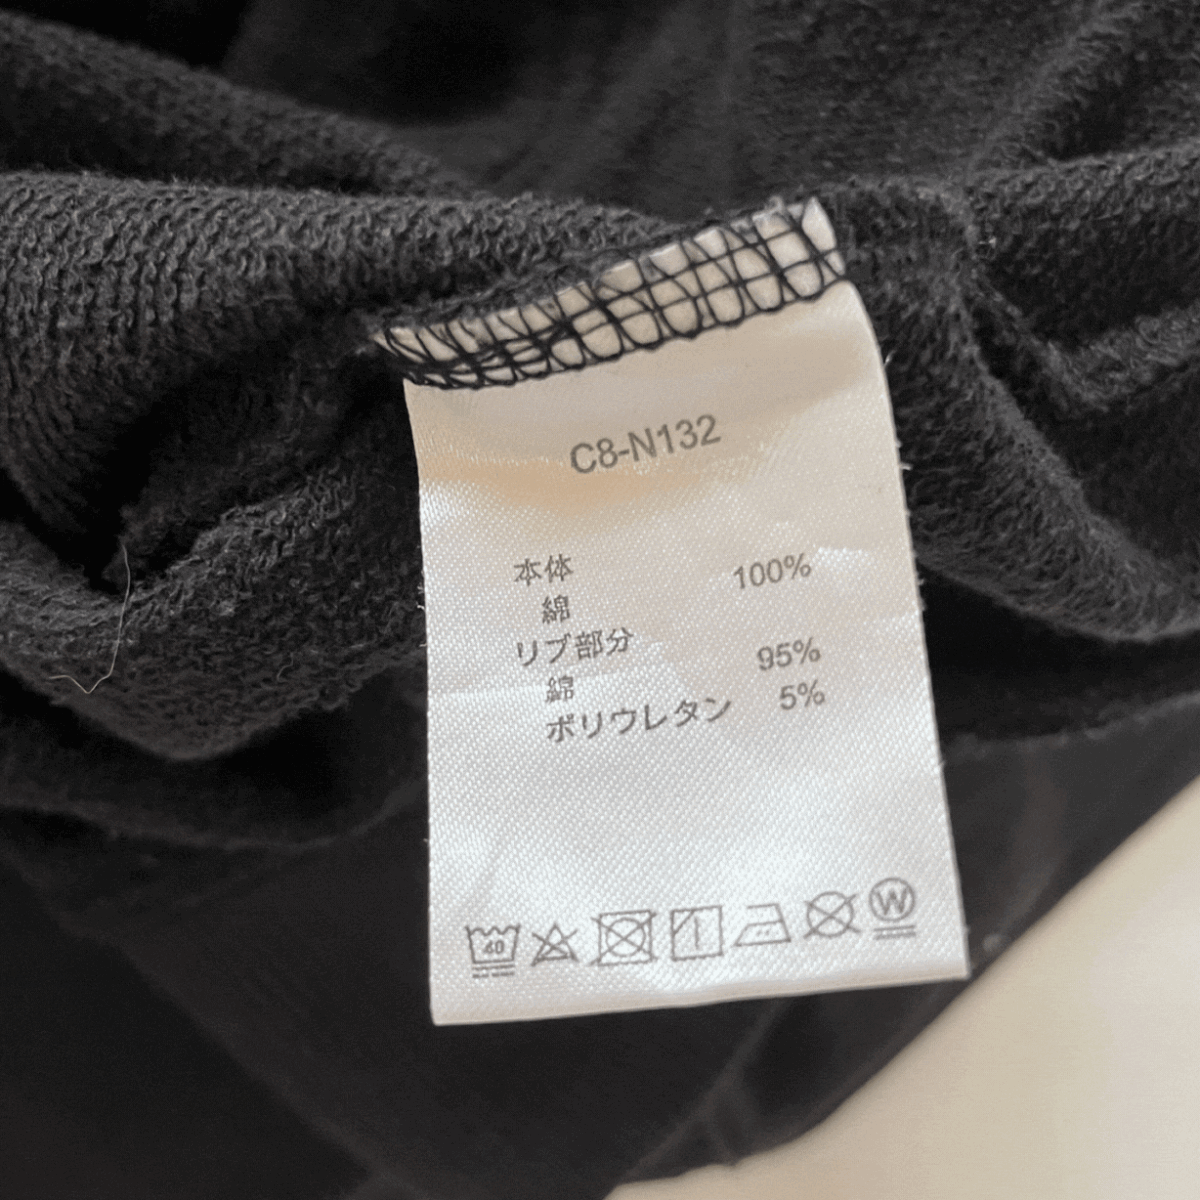 C8-N132
本体
綿 100%
リブ部分
綿 95%
ポリウレタン 5%
40 W